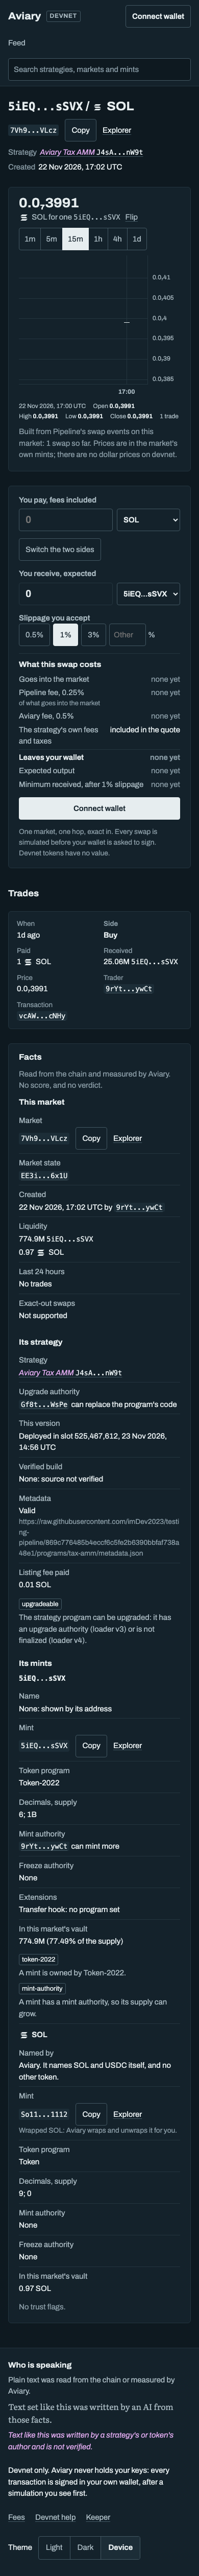 Aviary DEVNET Connect wallet
Feed
Search strategies, markets and mints
5iEQ...sSVX / SOL
7Vh9...VLcz Copy Explorer
Strategy Aviary Tax AMM J4sA...nW9t
Created 22 Nov 2026, 17:02 UTC
0.0₇3991
SOL for one 5iEQ...sSVX Flip
1m 5m 15m 1h 4h 1d
0.0₇41
0.0₇405
0.0₇4
0.0₇395
0.0₇39
0.0₇385
17:00
22 Nov 2026, 17:00 UTC Open 0.0₇3991
High 0.0₇3991 Low 0.0₇3991 Close 0.0₇3991 1 trade
Built from Pipeline's swap events on this
market: 1 swap so far. Prices are in the market's
own mints; there are no dollar prices on devnet.
You pay, fees included
0 SOL
Switch the two sides
You receive, expected
0 5iEQ...sSVX
Slippage you accept
0.5% 1% 3% Other %
What this swap costs
Goes into the market none yet
Pipeline fee, 0.25% none yet
of what goes into the market
Aviary fee, 0.5% none yet
The strategy's own fees included in the quote
and taxes
Leaves your wallet none yet
Expected output none yet
Minimum received, after 1% slippage none yet
Connect wallet
One market, one hop, exact in. Every swap is
simulated before your wallet is asked to sign.
Devnet tokens have no value.
Trades
When Side
1d ago Buy
Paid Received
1 SOL 25.06M 5iEQ...sSVX
Price Trader
0.0₇3991 9rYt...ywCt
Transaction
vcAW...cNHy
Facts
Read from the chain and measured by Aviary.
No score, and no verdict.
This market
Market
7Vh9...VLcz Copy Explorer
Market state
EE3i...6x1U
Created
22 Nov 2026, 17:02 UTC by 9rYt...ywCt
Liquidity
774.9M 5iEQ...sSVX
0.97 SOL
Last 24 hours
No trades
Exact-out swaps
Not supported
Its strategy
Strategy
Aviary Tax AMM J4sA...nW9t
Upgrade authority
Gf8t...WsPe can replace the program's code
This version
Deployed in slot 525,467,612, 23 Nov 2026,
14:56 UTC
Verified build
None: source not verified
Metadata
Valid
https://raw.githubusercontent.com/imDev2023/testi
ng-
pipeline/869c776485b4eccf6c5fe2b6390bbfaf738a
48e1/programs/tax-amm/metadata.json
Listing fee paid
0.01 SOL
upgradeable
The strategy program can be upgraded: it has
an upgrade authority (loader v3) or is not
finalized (loader v4).
Its mints
5iEQ...sSVX
Name
None: shown by its address
Mint
5iEQ...sSVX Copy Explorer
Token program
Token-2022
Decimals, supply
6; 1B
Mint authority
9rYt...ywCt can mint more
Freeze authority
None
Extensions
Transfer hook: no program set
In this market's vault
774.9M (77.49% of the supply)
token-2022
A mint is owned by Token-2022.
mint-authority
A mint has a mint authority, so its supply can
grow.
SOL
Named by
Aviary. It names SOL and USDC itself, and no
other token.
Mint
So11...1112 Copy Explorer
Wrapped SOL: Aviary wraps and unwraps it for you.
Token program
Token
Decimals, supply
9; 0
Mint authority
None
Freeze authority
None
In this market's vault
0.97 SOL
No trust flags.
Who is speaking
Plain text was read from the chain or measured by
Aviary.
Text set like this was written by an AI from
those facts.
Text like this was written by a strategy's or token's
author and is not verified.
Devnet only. Aviary never holds your keys: every
transaction is signed in your own wallet, after a
simulation you see first.
Fees Devnet help Keeper
Theme Light Dark Device